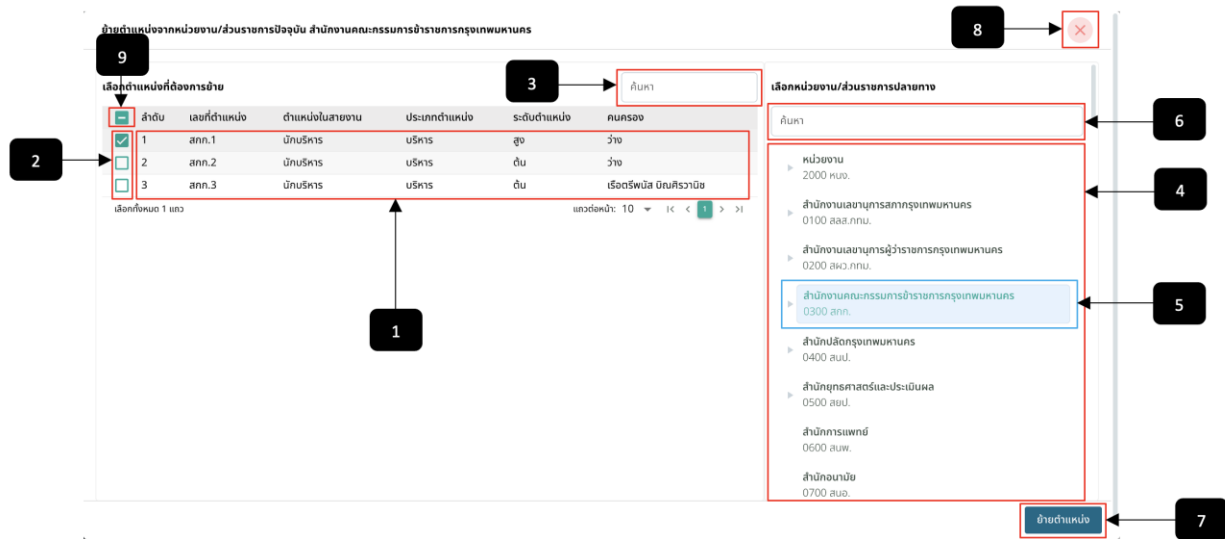 ย้ายตำแหน่งจากหน่วยงาน/ส่วนราชการปัจจุบัน สำนักงานคณะกรรมการข้าราชการกรุงเทพมหานคร
8
9
เลือกตำแหน่งที่ต้องการย้าย
3
ค้นหา
ลำดับ เลขที่ตำแหน่ง ตำแหน่งในสายงาน ประเภทตำแหน่ง ระดับตำแหน่ง คนครอง
1 สกก.1 นักบริหาร บริหาร สูง ว่าง
2
2 สกก.2 นักบริหาร บริหาร ต้น ว่าง
3 สกก.3 นักบริหาร บริหาร ต้น เรือตรีพนัส บิณศิรวานิช
เลือกทั้งหมด 1 แถว
แถวต่อหน้า: 10 1
1
เลือกหน่วยงาน/ส่วนราชการปลายทาง
ค้นหา
6
หน่วยงาน
2000 หนง.
4
สำนักงานเลขานุการสภากรุงเทพมหานคร
0100 สลส.กทม.
สำนักงานเลขานุการผู้ว่าราชการกรุงเทพมหานคร
0200 สผว.กทม.
สำนักงานคณะกรรมการข้าราชการกรุงเทพมหานคร
0300 สกก.
5
สำนักปลัดกรุงเทพมหานคร
0400 สนป.
สำนักยุทธศาสตร์และประเมินผล
0500 สยป.
สำนักการแพทย์
0600 สนพ.
สำนักอนามัย
0700 สนอ.
ย้ายตำแหน่ง
7